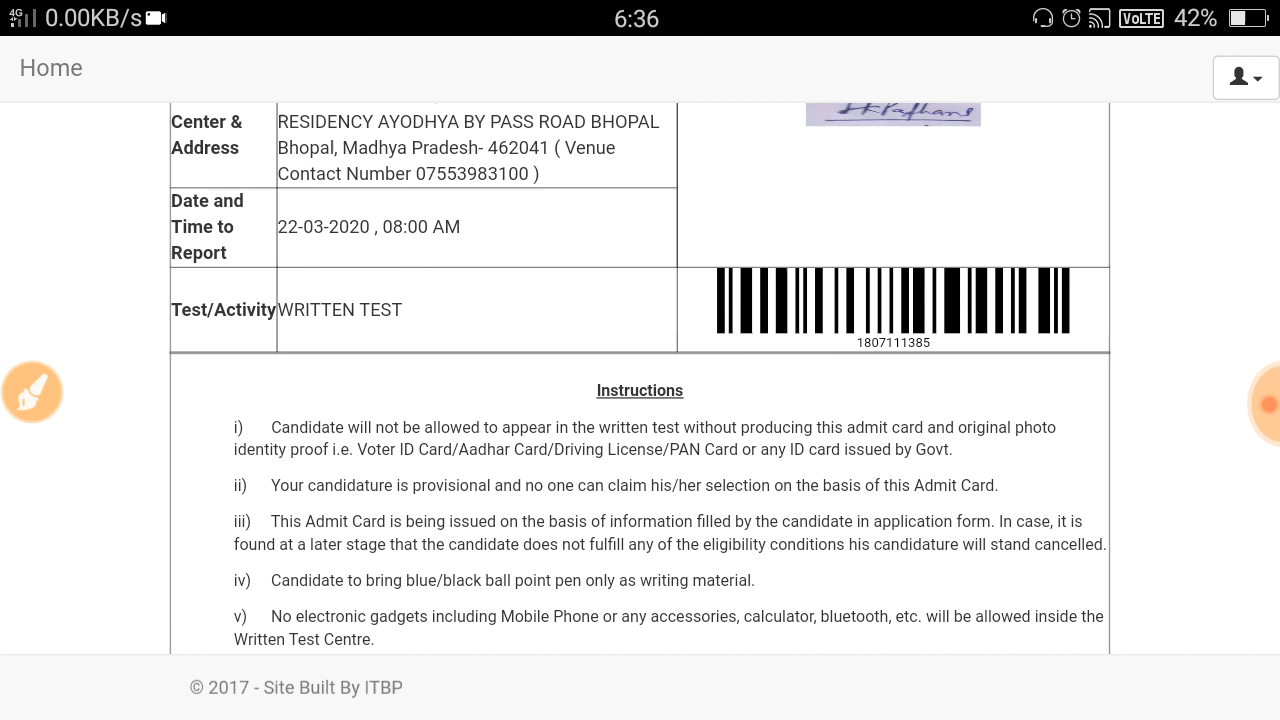 4G 0.00KB/s 6:36 VoLTE 42%
Home
Center & Address
RESIDENCY AYODHYA BY PASS ROAD BHOPAL
Bhopal, Madhya Pradesh- 462041 ( Venue
Contact Number 07553983100 )
Date and
Time to
Report
22-03-2020 , 08:00 AM
Test/Activity WRITTEN TEST
1807111385
Instructions
i) Candidate will not be allowed to appear in the written test without producing this admit card and original photo
identity proof i.e. Voter ID Card/Aadhar Card/Driving License/PAN Card or any ID card issued by Govt.
ii) Your candidature is provisional and no one can claim his/her selection on the basis of this Admit Card.
iii) This Admit Card is being issued on the basis of information filled by the candidate in application form. In case, it is
found at a later stage that the candidate does not fulfill any of the eligibility conditions his candidature will stand cancelled.
iv) Candidate to bring blue/black ball point pen only as writing material.
v) No electronic gadgets including Mobile Phone or any accessories, calculator, bluetooth, etc. will be allowed inside the
Written Test Centre.
© 2017 - Site Built By ITBP